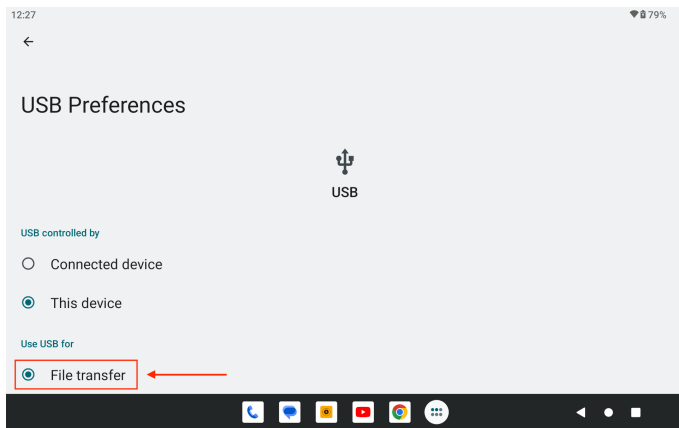 12:27
79%
USB Preferences
USB
USB controlled by
Connected device
This device
Use USB for
File transfer